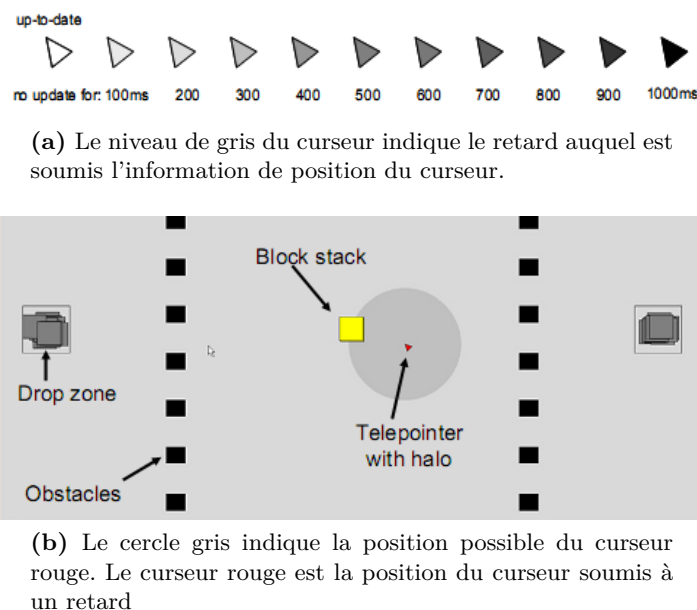 up-to-date
no update for: 100ms 200 300 400 500 600 700 800 900 1000ms
(a) Le niveau de gris du curseur indique le retard auquel est
soumis l'information de position du curseur.
Block stack
Drop zone
Telepointer
with halo
Obstacles
(b) Le cercle gris indique la position possible du curseur
rouge. Le curseur rouge est la position du curseur soumis à
un retard